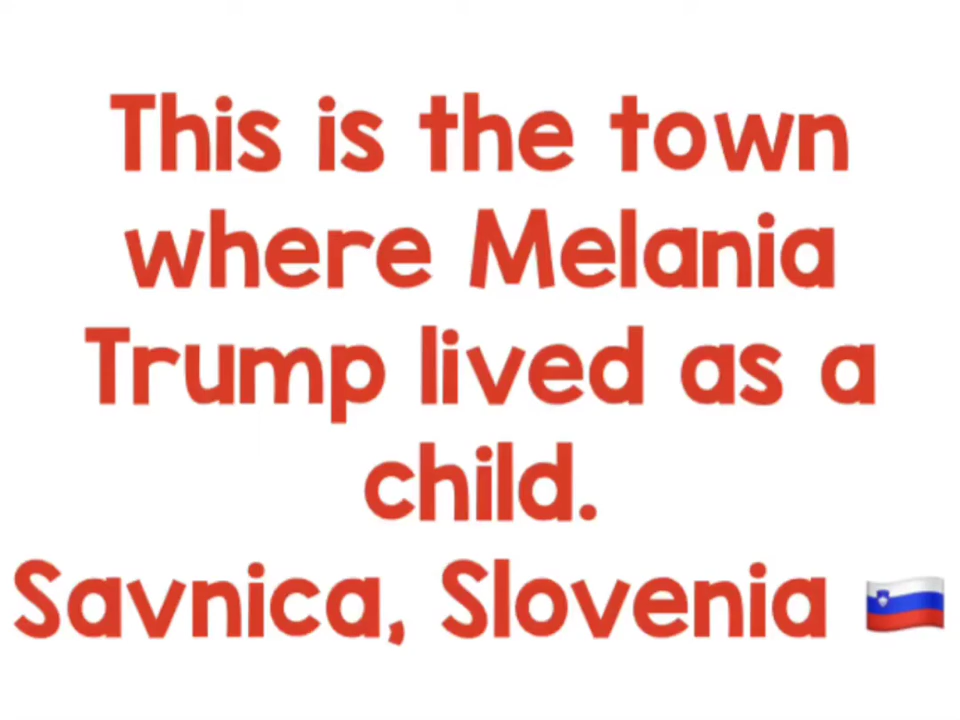 This is the town
where Melania
Trump lived as a
child.
Savnica, Slovenia 🇸🇮